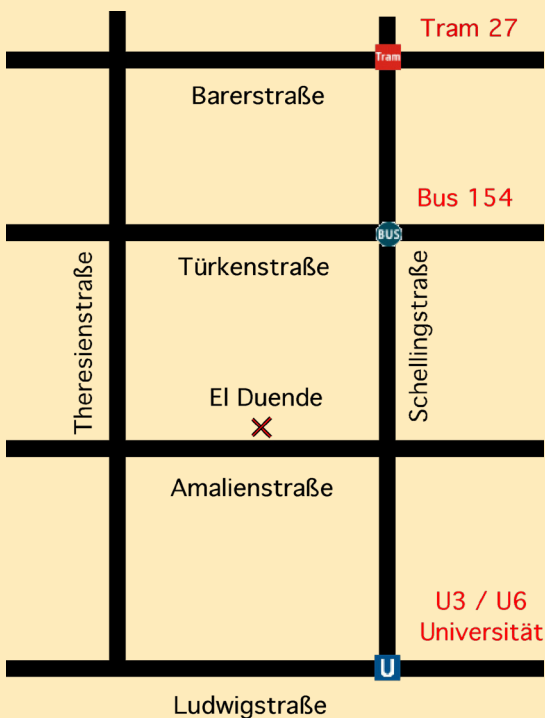 Tram 27
Tram
Barerstraße
Bus 154
BUS
Türkenstraße
Theresienstraße
Schellingstraße
El Duende
Amalienstraße
U3 / U6
Universität
U
Ludwigstraße